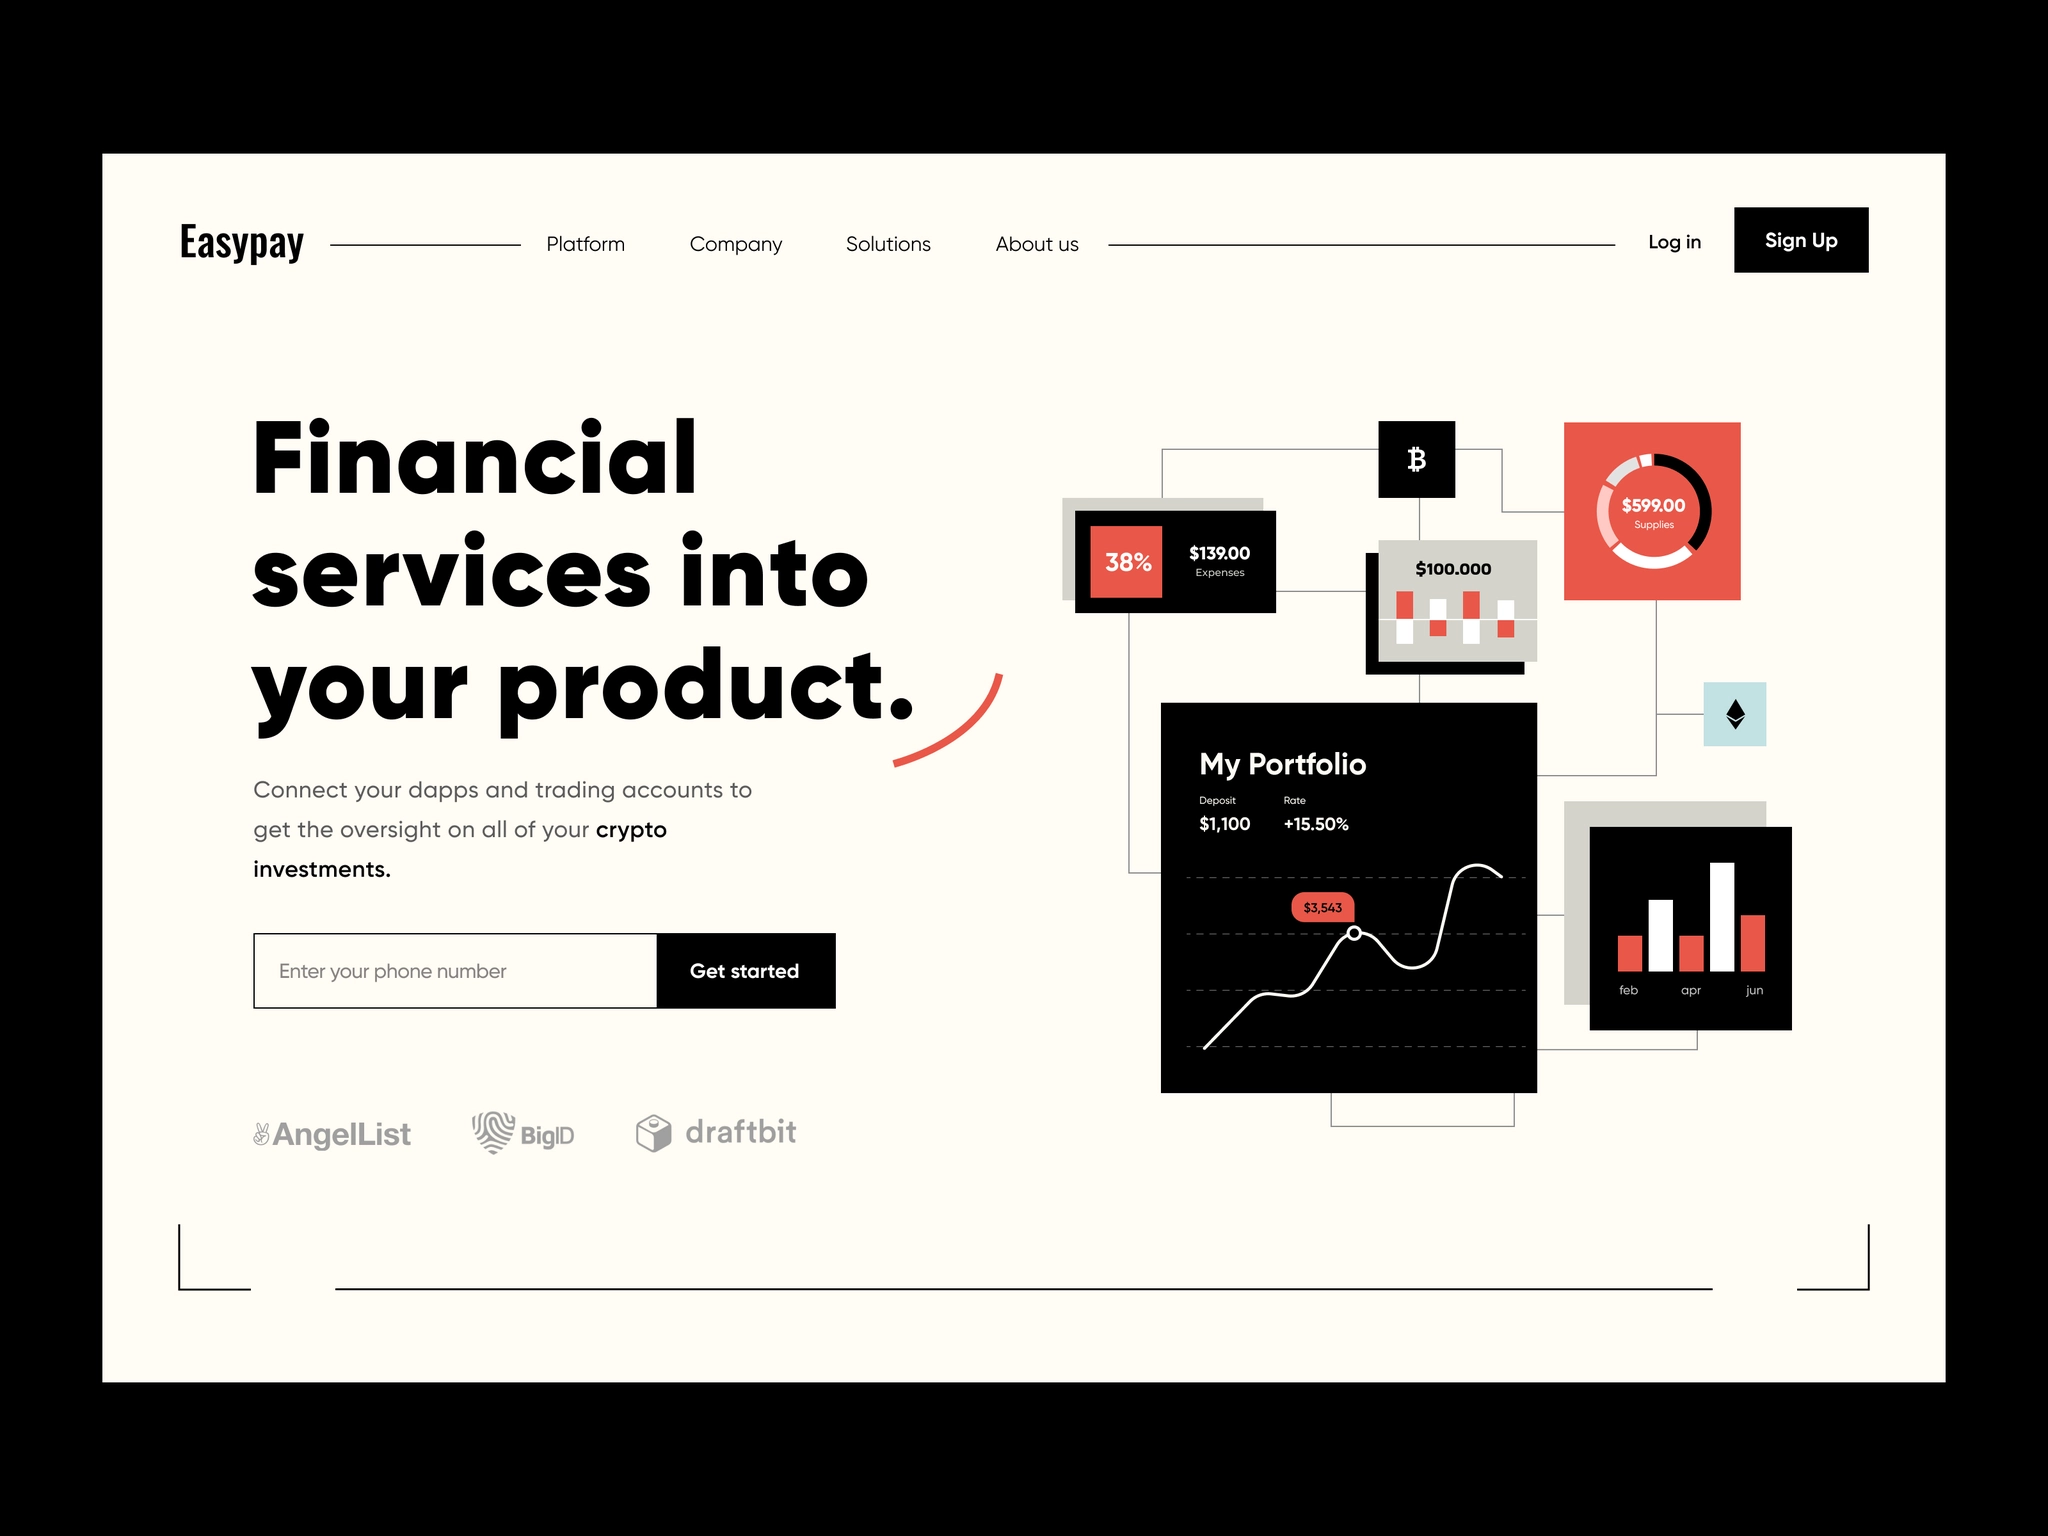 Easypay
Platform
Company
Solutions
About us
Log in
Sign Up
Financial
services into
your product.
Connect your dapps and trading accounts to
get the oversight on all of your crypto
investments.
Enter your phone number
Get started
AngelList
BigID
draftbit
38%
$139.00
Expenses
$100.000
$599.00
Supplies
My Portfolio
Deposit
Rate
$1,100
+15.50%
$3,543
feb
apr
jun